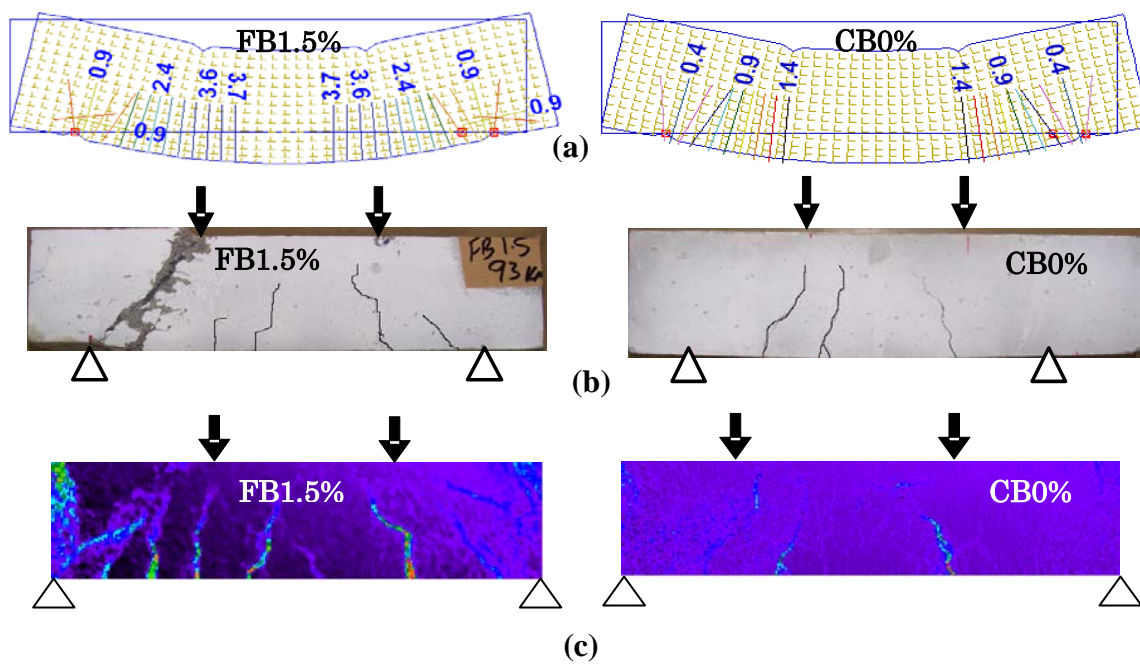 FB1.5%
CB0%
0.9 2.4 3.6 3.7 3.7 3.6 2.4 0.9 0.9
0.9
0.4 0.9 1.4 1.4 0.9 0.4
(a)
FB1.5%
FB1.5
93 Kn
CB0%
(b)
FB1.5%
CB0%
(c)